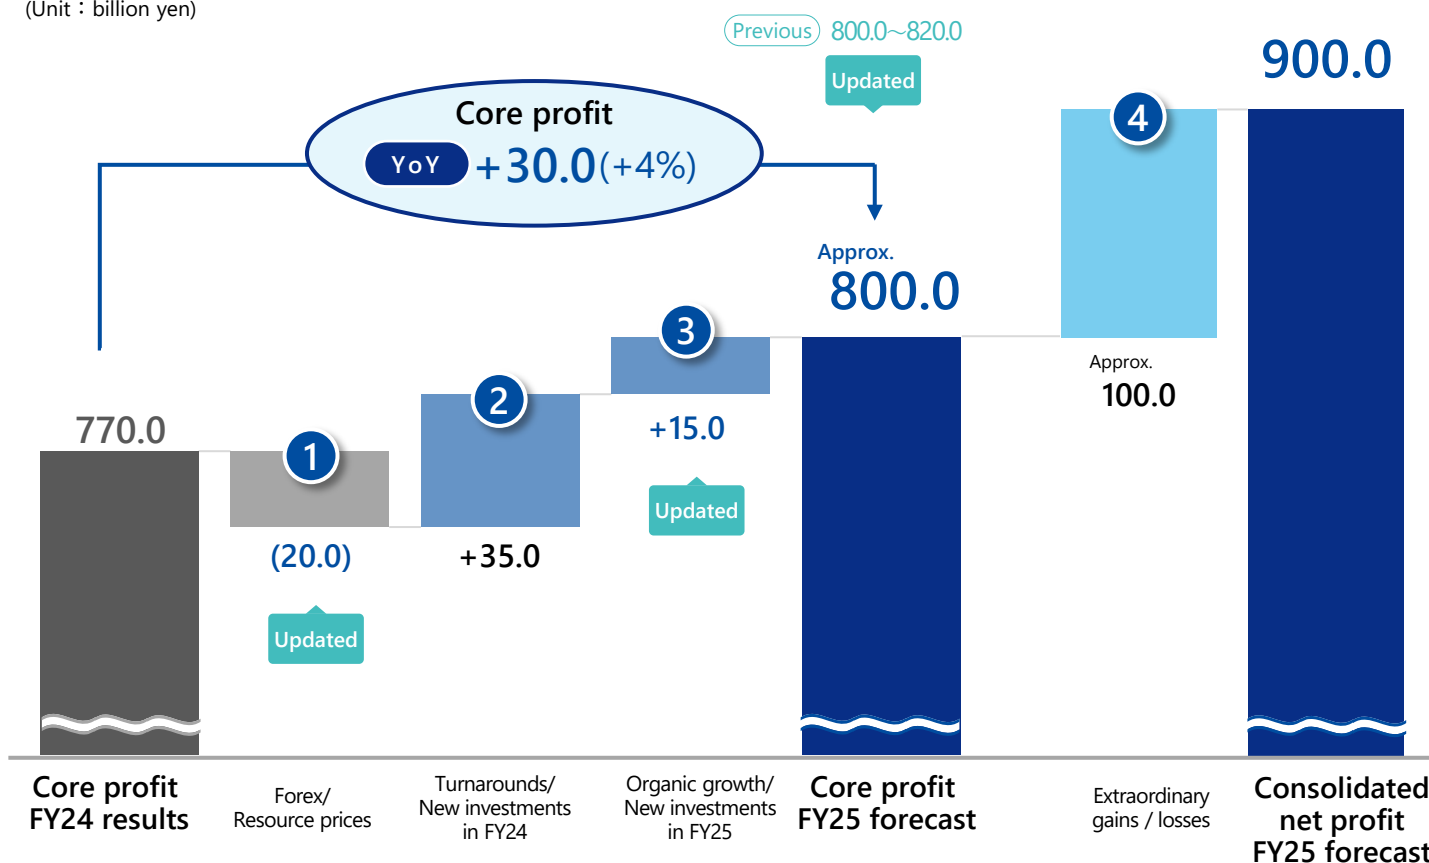 (Unit：billion yen)
Previous 800.0～820.0
Updated
900.0
Core profit
YoY +30.0(+4%)
4
Approx.
800.0
3
Approx.
100.0
2
770.0
+15.0
1
Updated
(20.0)
+35.0
Updated
Core profit
FY24 results
Forex/
Resource prices
Turnarounds/
New investments
in FY24
Organic growth/
New investments
in FY25
Core profit
FY25 forecast
Extraordinary
gains / losses
Consolidated
net profit
FY25 forecast